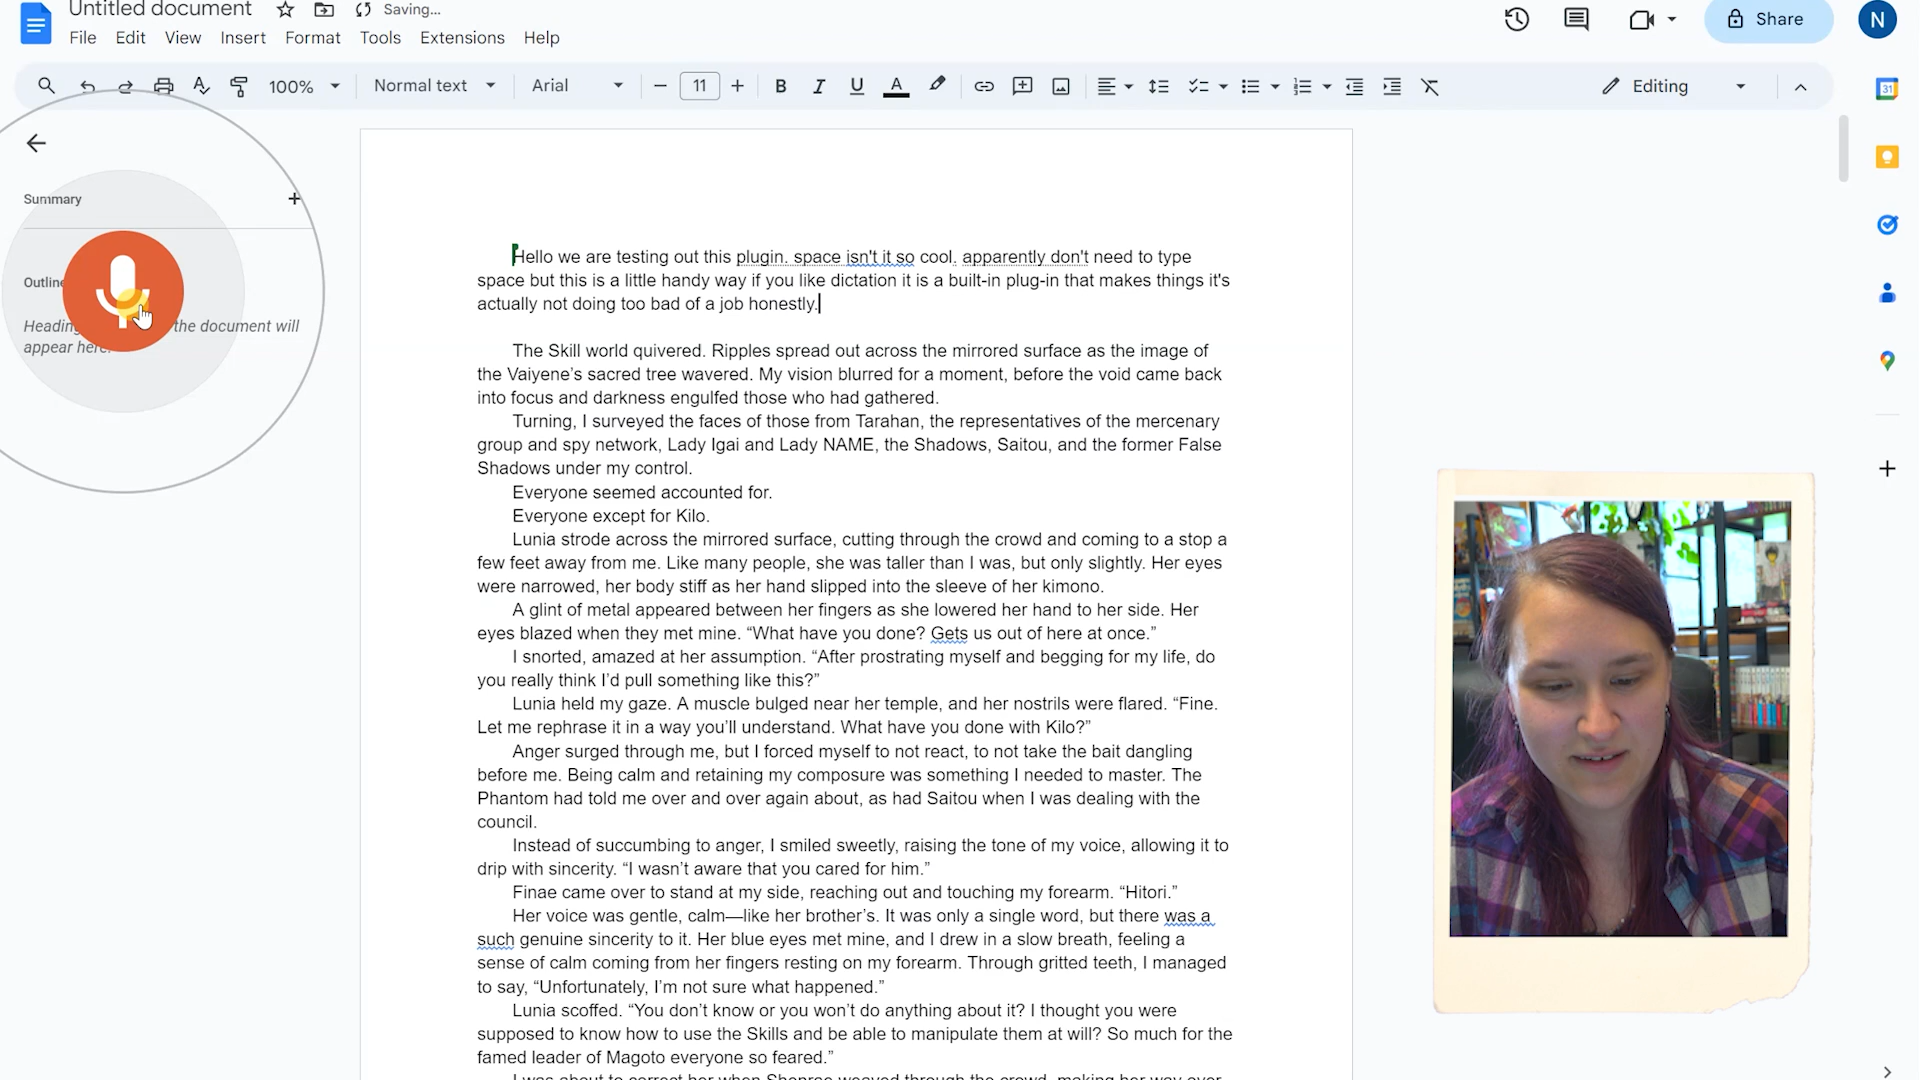 Untitled document Saving...
File Edit View Insert Format Tools Extensions Help
Share
N
100% Normal text Arial 11 Editing
31
Summary
Outline
Heading the document will
appear here.
Hello we are testing out this plugin. space isn't it so cool. apparently don't need to type
space but this is a little handy way if you like dictation it is a built-in plug-in that makes things it's
actually not doing too bad of a job honestly.
The Skill world quivered. Ripples spread out across the mirrored surface as the image of
the Vaiyene’s sacred tree wavered. My vision blurred for a moment, before the void came back
into focus and darkness engulfed those who had gathered.
Turning, I surveyed the faces of those from Tarahan, the representatives of the mercenary
group and spy network, Lady Igai and Lady NAME, the Shadows, Saitou, and the former False
Shadows under my control.
Everyone seemed accounted for.
Everyone except for Kilo.
Lunia strode across the mirrored surface, cutting through the crowd and coming to a stop a
few feet away from me. Like many people, she was taller than I was, but only slightly. Her eyes
were narrowed, her body stiff as her hand slipped into the sleeve of her kimono.
A glint of metal appeared between her fingers as she lowered her hand to her side. Her
eyes blazed when they met mine. “What have you done? Gets us out of here at once.”
I snorted, amazed at her assumption. “After prostrating myself and begging for my life, do
you really think I’d pull something like this?”
Lunia held my gaze. A muscle bulged near her temple, and her nostrils were flared. “Fine.
Let me rephrase it in a way you’ll understand. What have you done with Kilo?”
Anger surged through me, but I forced myself to not react, to not take the bait dangling
before me. Being calm and retaining my composure was something I needed to master. The
Phantom had told me over and over again about, as had Saitou when I was dealing with the
council.
Instead of succumbing to anger, I smiled sweetly, raising the tone of my voice, allowing it to
drip with sincerity. “I wasn’t aware that you cared for him.”
Finae came over to stand at my side, reaching out and touching my forearm. “Hitori.”
Her voice was gentle, calm—like her brother’s. It was only a single word, but there was a
such genuine sincerity to it. Her blue eyes met mine, and I drew in a slow breath, feeling a
sense of calm coming from her fingers resting on my forearm. Through gritted teeth, I managed
to say, “Unfortunately, I’m not sure what happened.”
Lunia scoffed. “You don’t know or you won’t do anything about it? I thought you were
supposed to know how to use the Skills and be able to manipulate them at will? So much for the
famed leader of Magoto everyone so feared.”
I was about to correct her when Shonrae weaved through the crowd, making her way over